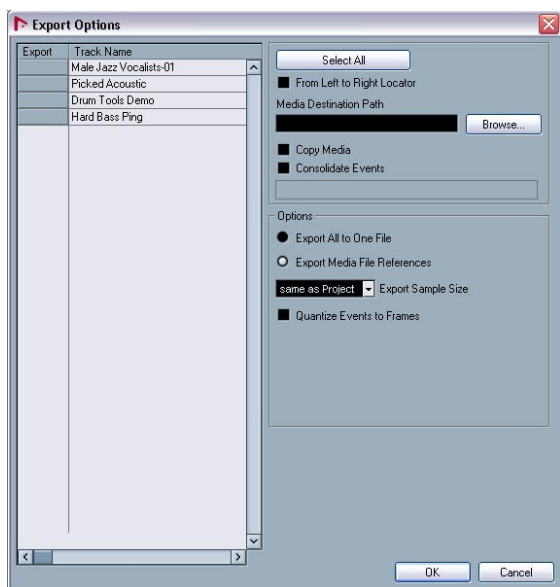 Export Options
Export Track Name
Male Jazz Vocalists-01
Picked Acoustic
Drum Tools Demo
Hard Bass Ping
Select All
From Left to Right Locator
Media Destination Path
Browse...
Copy Media
Consolidate Events
Options
Export All to One File
Export Media File References
same as Project Export Sample Size
Quantize Events to Frames
OK Cancel